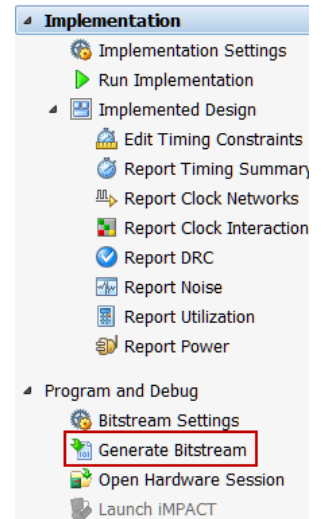 Implementation
Implementation Settings
Run Implementation
Implemented Design
Edit Timing Constraints
Report Timing Summary
Report Clock Networks
Report Clock Interaction
Report DRC
Report Noise
Report Utilization
Report Power
Program and Debug
Bitstream Settings
Generate Bitstream
Open Hardware Session
Launch iMPACT